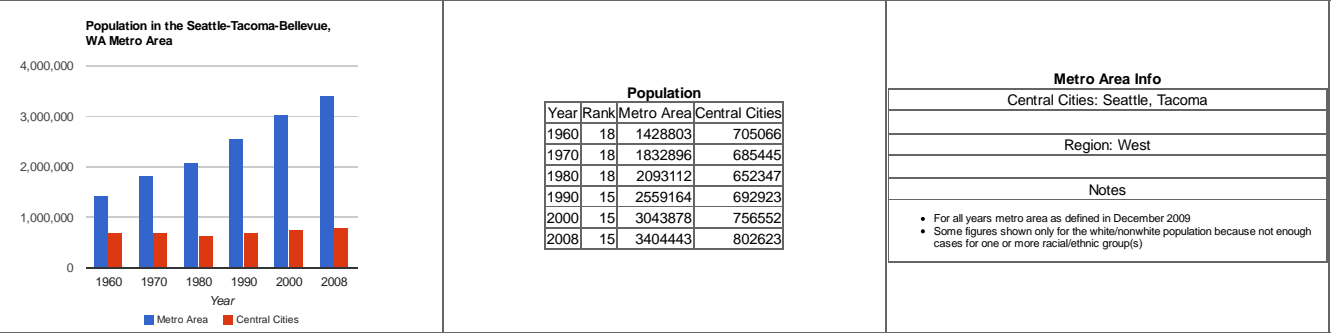 Population in the Seattle-Tacoma-Bellevue,
WA Metro Area
4,000,000
3,000,000
2,000,000
1,000,000
0
1960 1970 1980 1990 2000 2008
Year
Metro Area Central Cities
Population
Year Rank Metro Area Central Cities
1960 18 1428803 705066
1970 18 1832896 685445
1980 18 2093112 652347
1990 15 2559164 692923
2000 15 3043878 756552
2008 15 3404443 802623
Metro Area Info
Central Cities: Seattle, Tacoma
Region: West
Notes
• For all years metro area as defined in December 2009
• Some figures shown only for the white/nonwhite population because not enough
cases for one or more racial/ethnic group(s)